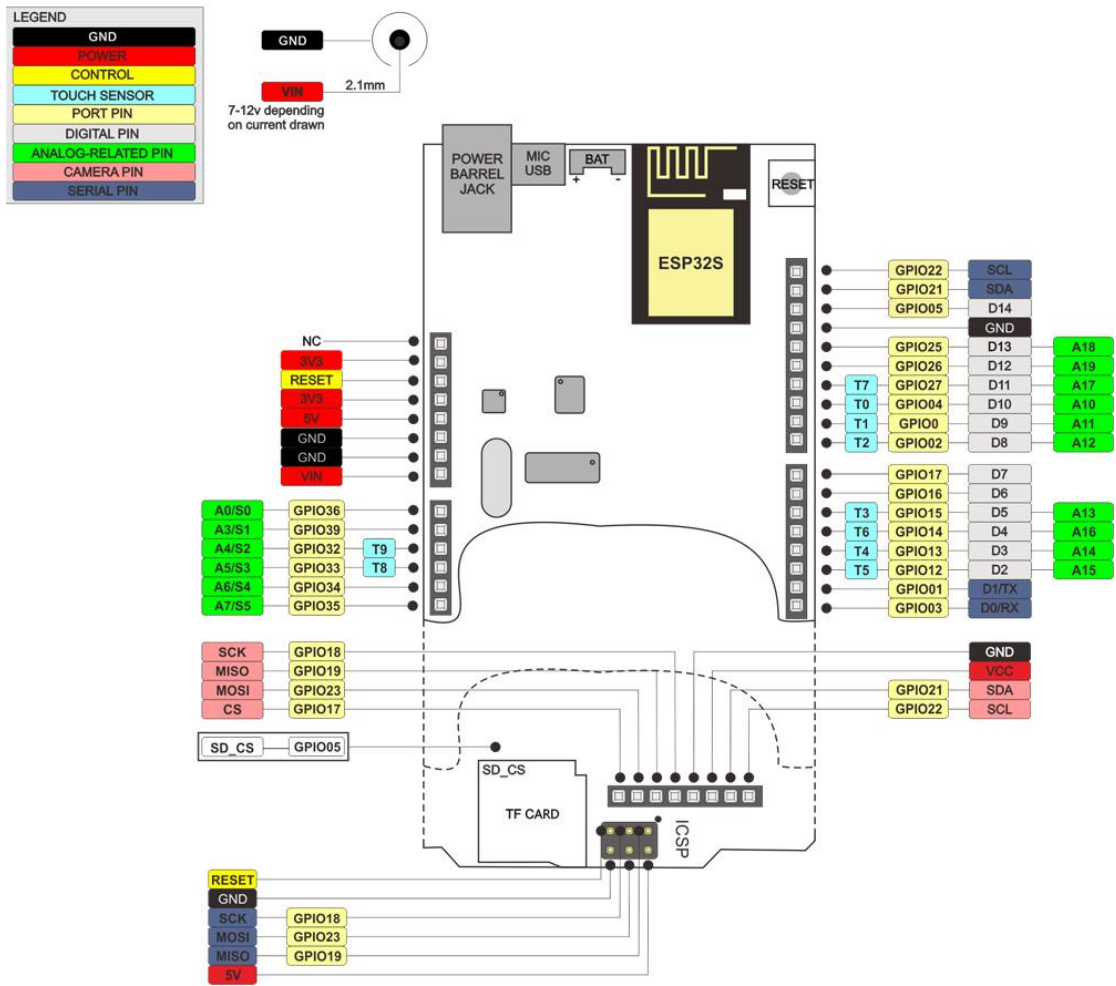 LEGEND
GND
POWER
CONTROL
TOUCH SENSOR
PORT PIN
DIGITAL PIN
ANALOG-RELATED PIN
CAMERA PIN
SERIAL PIN
GND
VIN 2.1mm
7-12v depending
on current drawn
POWER
BARREL
JACK
MIC
USB
BAT
+ -
RESET
ESP32S
NC
3V3
RESET
3V3
5V
GND
GND
VIN
A0/S0 GPIO36
A3/S1 GPIO39
A4/S2 GPIO32 T9
A5/S3 GPIO33 T8
A6/S4 GPIO34
A7/S5 GPIO35
GPIO22 SCL
GPIO21 SDA
GPIO05 D14
GND
GPIO25 D13 A18
GPIO26 D12 A19
T7 GPIO27 D11 A17
T0 GPIO04 D10 A10
T1 GPIO0 D9 A11
T2 GPIO02 D8 A12
GPIO17 D7
GPIO16 D6
T3 GPIO15 D5 A13
T6 GPIO14 D4 A16
T4 GPIO13 D3 A14
T5 GPIO12 D2 A15
GPIO01 D1/TX
GPIO03 D0/RX
SCK GPIO18
MISO GPIO19
MOSI GPIO23
CS GPIO17
SD_CS GPIO05
GND
VCC
GPIO21 SDA
GPIO22 SCL
SD_CS
TF CARD
ICSP
RESET
GND
SCK GPIO18
MOSI GPIO23
MISO GPIO19
5V